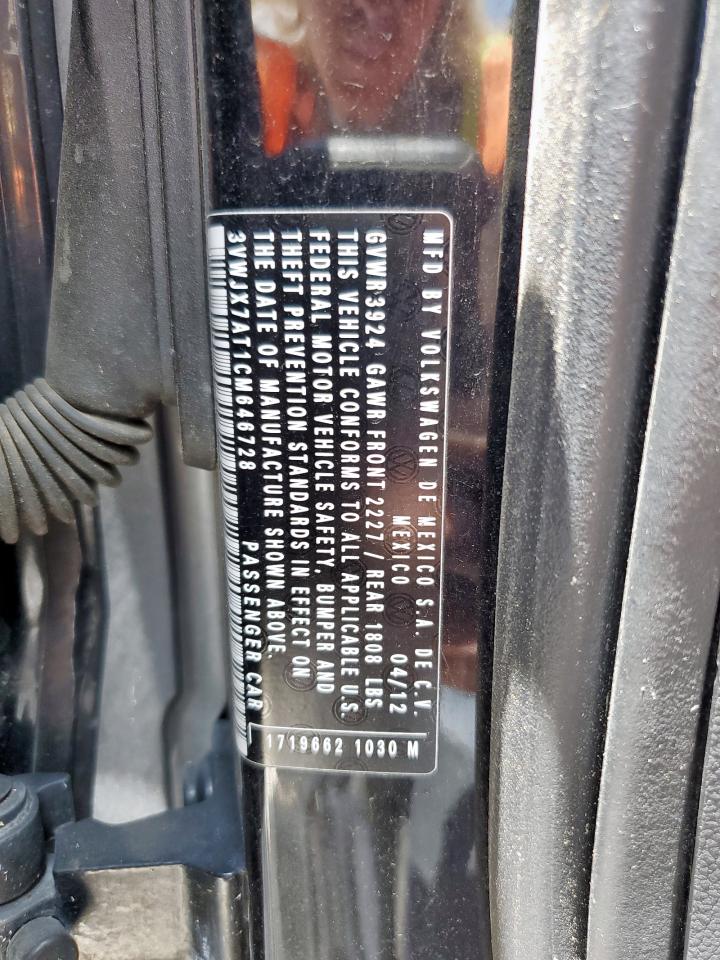 MFD BY VOLKSWAGEN DE MEXICO S.A. DE C.V.
MEXICO 04/12
GVWR 3924 GAWR FRONT 2227 / REAR 1808 LBS
THIS VEHICLE CONFORMS TO ALL APPLICABLE U.S.
FEDERAL MOTOR VEHICLE SAFETY, BUMPER AND
THEFT PREVENTION STANDARDS IN EFFECT ON
THE DATE OF MANUFACTURE SHOWN ABOVE.
3VWJX7AT1CM646728 PASSENGER CAR
1719662 1030 M